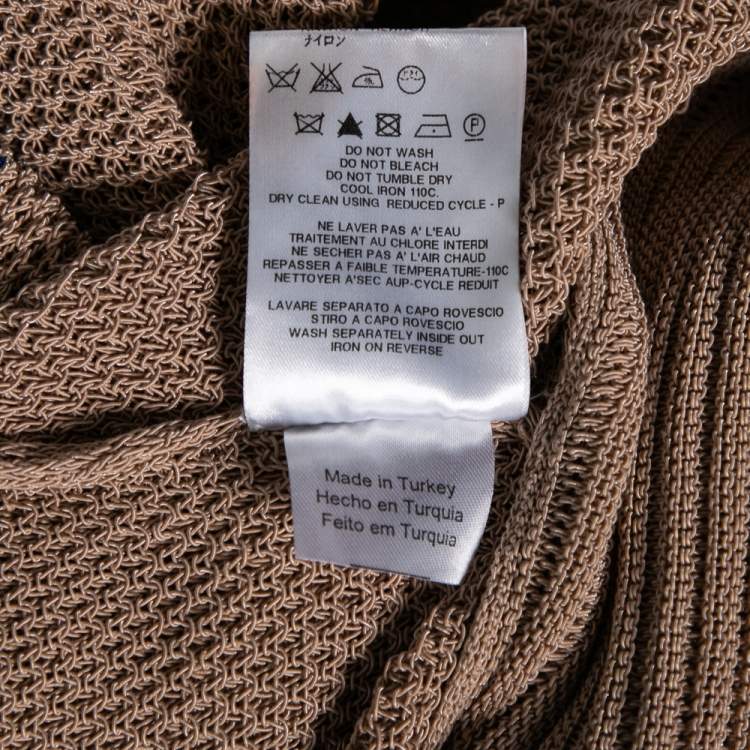 ナイロン
P
DO NOT WASH
DO NOT BLEACH
DO NOT TUMBLE DRY
COOL IRON 110C.
DRY CLEAN USING REDUCED CYCLE - P
NE LAVER PAS A' L'EAU
TRAITEMENT AU CHLORE INTERDI
NE SECHER PAS A' L'AIR CHAUD
REPASSER A FAIBLE TEMPERATURE-110C
NETTOYER A'SEC AUP-CYCLE REDUIT
LAVARE SEPARATO A CAPO ROVESCIO
STIRO A CAPO ROVESCIO
WASH SEPARATELY INSIDE OUT
IRON ON REVERSE
Made in Turkey
Hecho en Turquia
Feito em Turquia